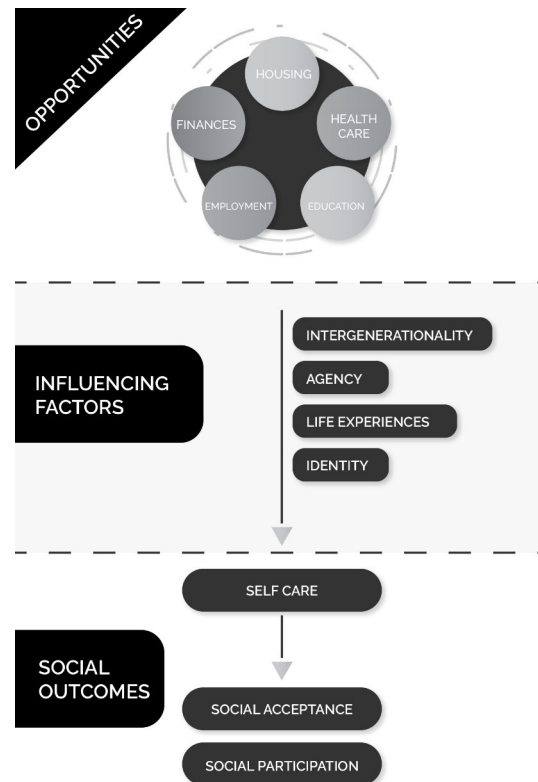 OPPORTUNITIES
HOUSING
FINANCES
HEALTH
CARE
EMPLOYMENT
EDUCATION
INFLUENCING
FACTORS
INTERGENERATIONALITY
AGENCY
LIFE EXPERIENCES
IDENTITY
SELF CARE
SOCIAL
OUTCOMES
SOCIAL ACCEPTANCE
SOCIAL PARTICIPATION